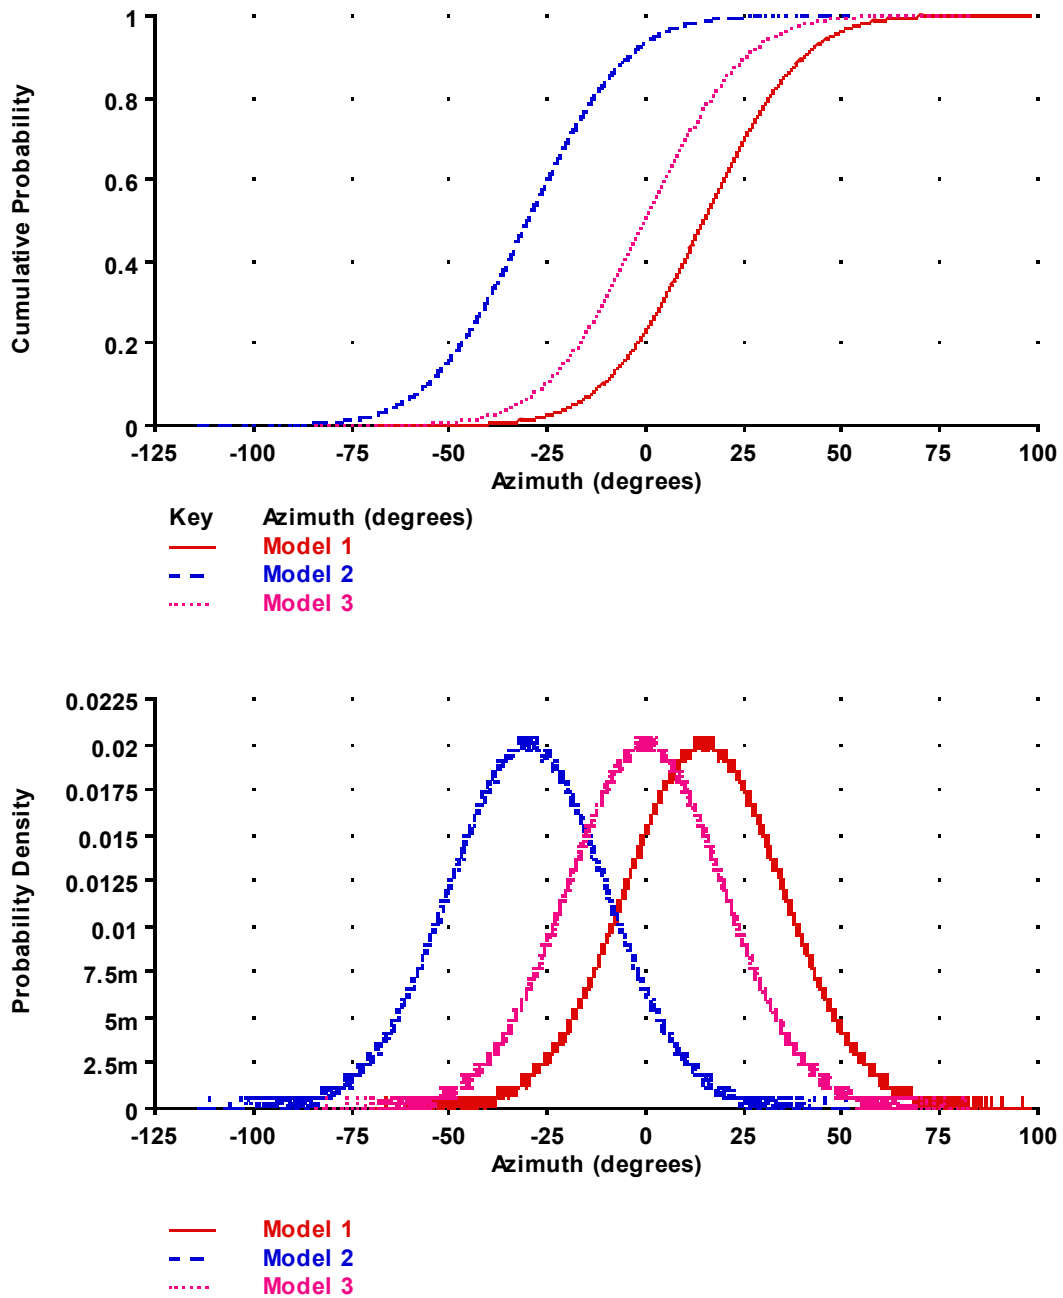 1
0.8
0.6
0.4
0.2
0
Cumulative Probability
-125 -100 -75 -50 -25 0 25 50 75 100
Azimuth (degrees)
Key Azimuth (degrees)
Model 1
Model 2
Model 3
0.0225
0.02
0.0175
0.015
0.0125
0.01
7.5m
5m
2.5m
0
Probability Density
-125 -100 -75 -50 -25 0 25 50 75 100
Azimuth (degrees)
Model 1
Model 2
Model 3